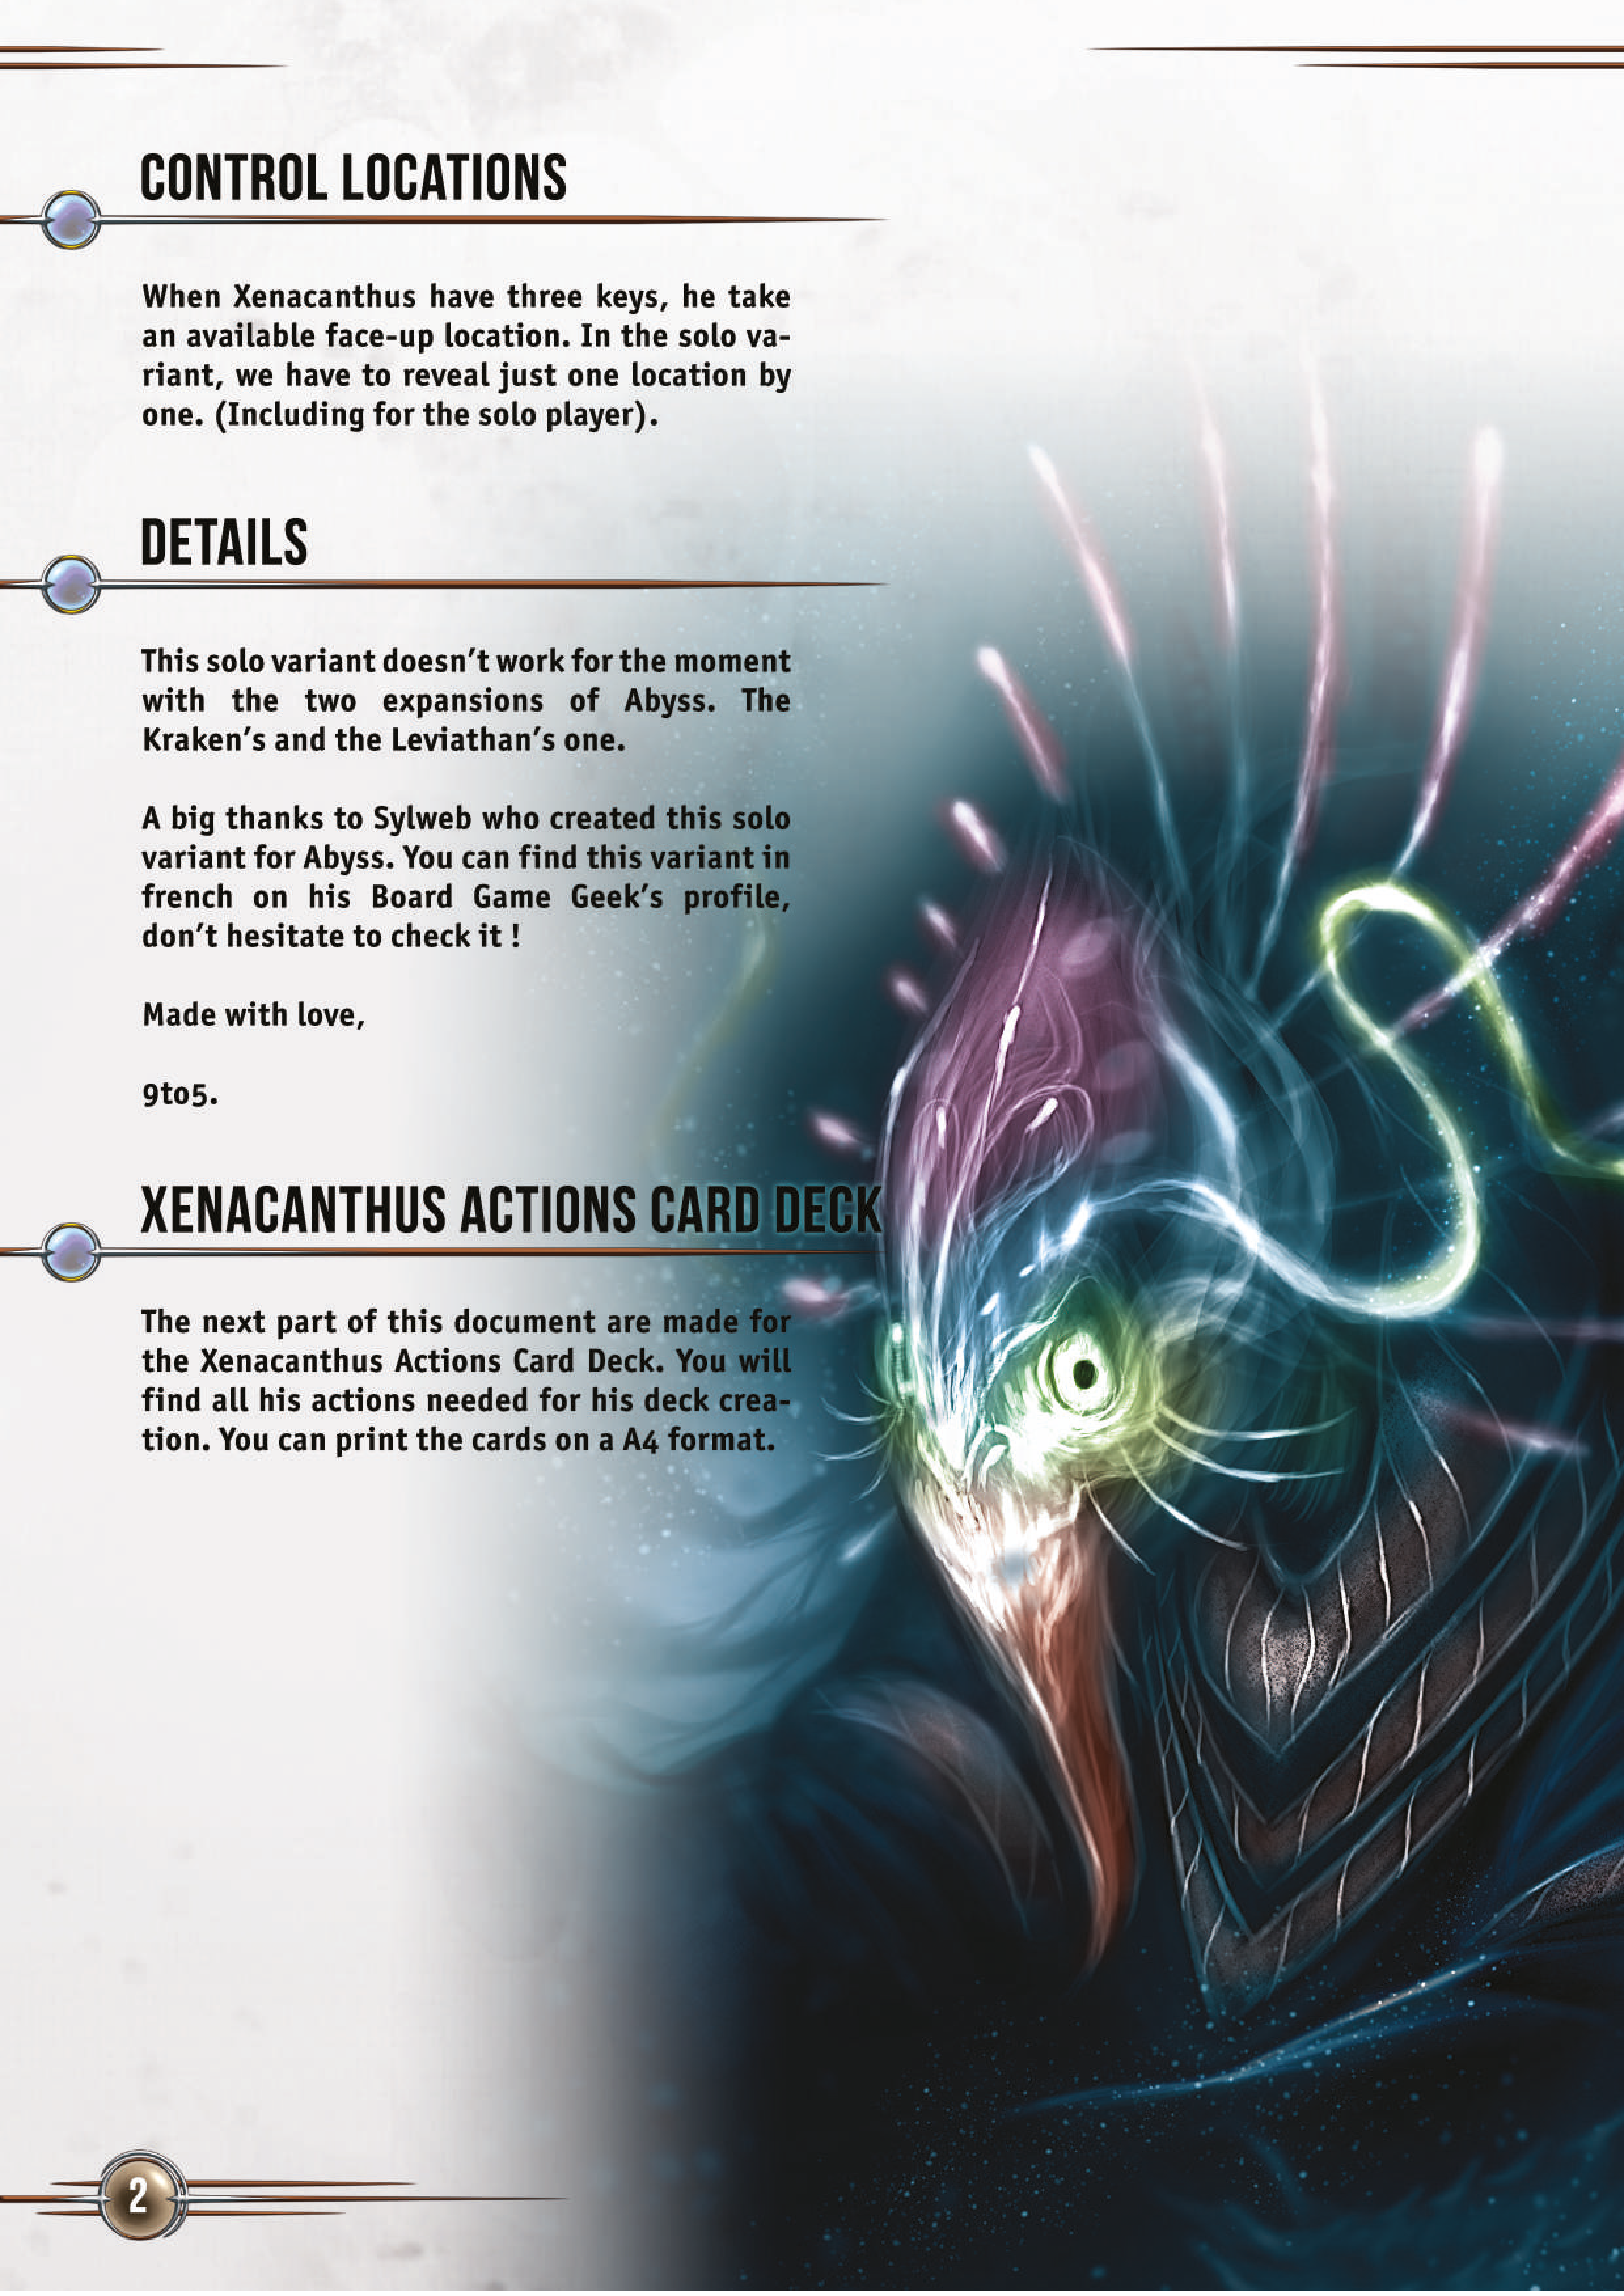 CONTROL LOCATIONS
When Xenacanthus have three keys, he take
an available face-up location. In the solo va-
riant, we have to reveal just one location by
one. (Including for the solo player).
DETAILS
This solo variant doesn't work for the moment
with the two expansions of Abyss. The
Kraken's and the Leviathan's one.
A big thanks to Sylweb who created this solo
variant for Abyss. You can find this variant in
french on his Board Game Geek's profile,
don't hesitate to check it !
Made with love,
9to5.
XENACANTHUS ACTIONS CARD DECK
The next part of this document are made for
the Xenacanthus Actions Card Deck. You will
find all his actions needed for his deck crea-
tion. You can print the cards on a A4 format.
2